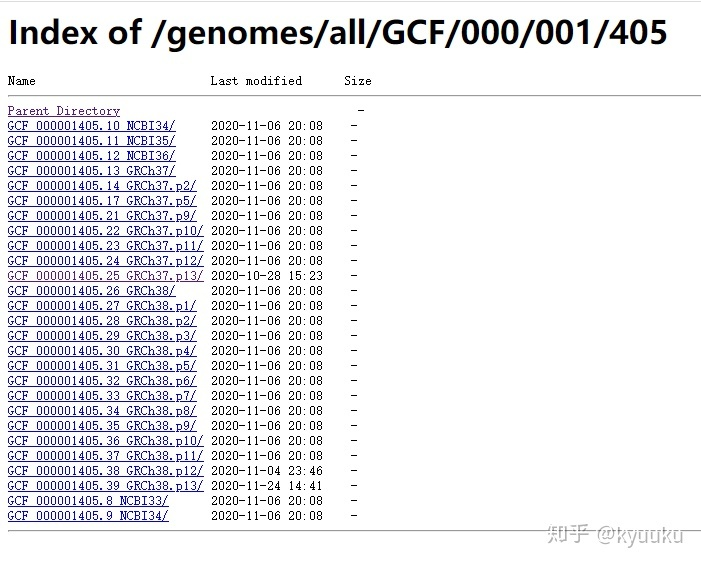 Index of /genomes/all/GCF/000/001/405
Name Last modified Size
Parent Directory -
GCF_000001405.10_NCBI34/ 2020-11-06 20:08 -
GCF_000001405.11_NCBI35/ 2020-11-06 20:08 -
GCF_000001405.12_NCBI36/ 2020-11-06 20:08 -
GCF_000001405.13_GRCh37/ 2020-11-06 20:08 -
GCF_000001405.14_GRCh37.p2/ 2020-11-06 20:08 -
GCF_000001405.17_GRCh37.p5/ 2020-11-06 20:08 -
GCF_000001405.21_GRCh37.p9/ 2020-11-06 20:08 -
GCF_000001405.22_GRCh37.p10/ 2020-11-06 20:08 -
GCF_000001405.23_GRCh37.p11/ 2020-11-06 20:08 -
GCF_000001405.24_GRCh37.p12/ 2020-11-06 20:08 -
GCF_000001405.25_GRCh37.p13/ 2020-10-28 15:23 -
GCF_000001405.26_GRCh38/ 2020-11-06 20:08 -
GCF_000001405.27_GRCh38.p1/ 2020-11-06 20:08 -
GCF_000001405.28_GRCh38.p2/ 2020-11-06 20:08 -
GCF_000001405.29_GRCh38.p3/ 2020-11-06 20:08 -
GCF_000001405.30_GRCh38.p4/ 2020-11-06 20:08 -
GCF_000001405.31_GRCh38.p5/ 2020-11-06 20:08 -
GCF_000001405.32_GRCh38.p6/ 2020-11-06 20:08 -
GCF_000001405.33_GRCh38.p7/ 2020-11-06 20:08 -
GCF_000001405.34_GRCh38.p8/ 2020-11-06 20:08 -
GCF_000001405.35_GRCh38.p9/ 2020-11-06 20:08 -
GCF_000001405.36_GRCh38.p10/ 2020-11-06 20:08 -
GCF_000001405.37_GRCh38.p11/ 2020-11-06 20:08 -
GCF_000001405.38_GRCh38.p12/ 2020-11-04 23:46 -
GCF_000001405.39_GRCh38.p13/ 2020-11-24 14:41 -
GCF_000001405.8_NCBI33/ 2020-11-06 20:08 -
GCF_000001405.9_NCBI34/ 2020-11-06 20:08 -
知乎 @kyuuku